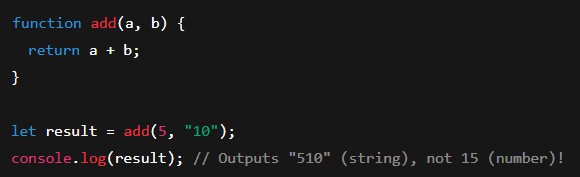 function add(a, b) {
  return a + b;
}

let result = add(5, "10");
console.log(result); // Outputs "510" (string), not 15 (number)!